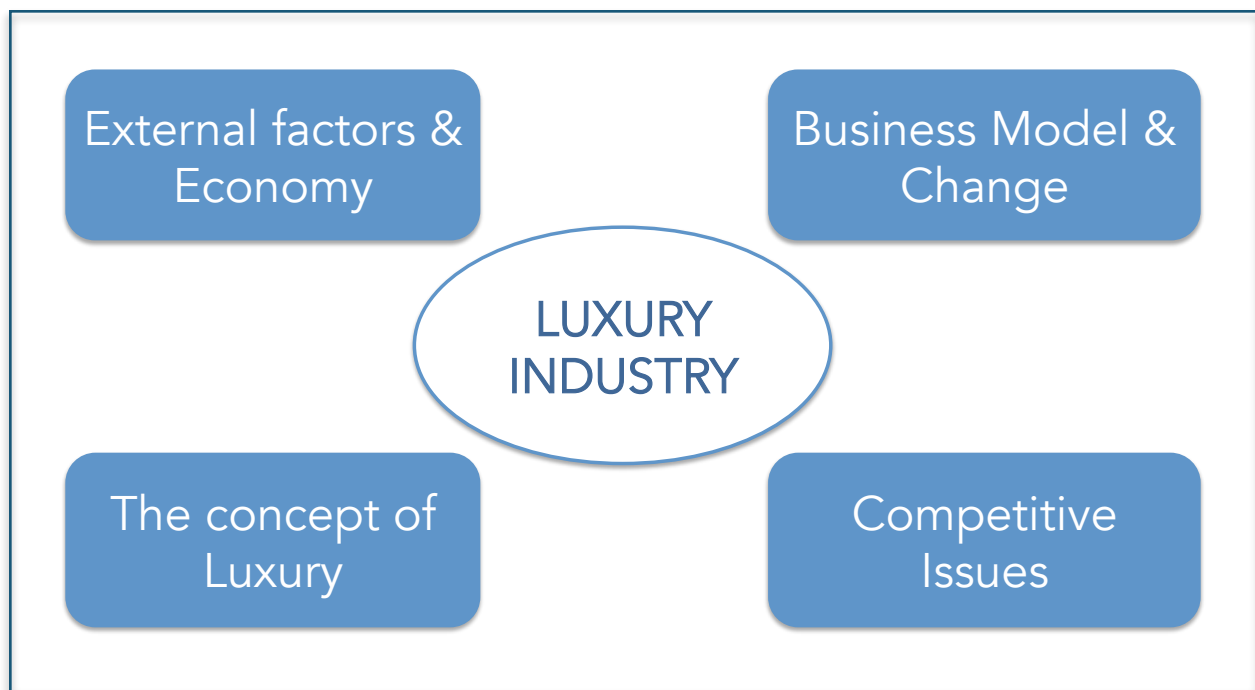 External factors &
Economy
Business Model &
Change
LUXURY
INDUSTRY
The concept of
Luxury
Competitive
Issues